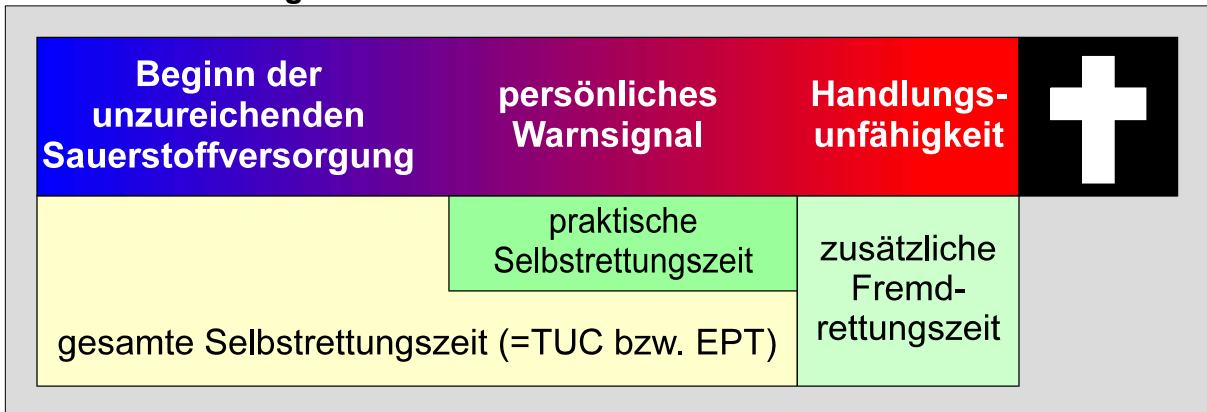 Beginn der
unzureichenden
Sauerstoffversorgung
persönliches
Warnsignal
Handlungs-
unfähigkeit
praktische
Selbstrettungszeit
zusätzliche
Fremd-
rettungszeit
gesamte Selbstrettungszeit (=TUC bzw. EPT)